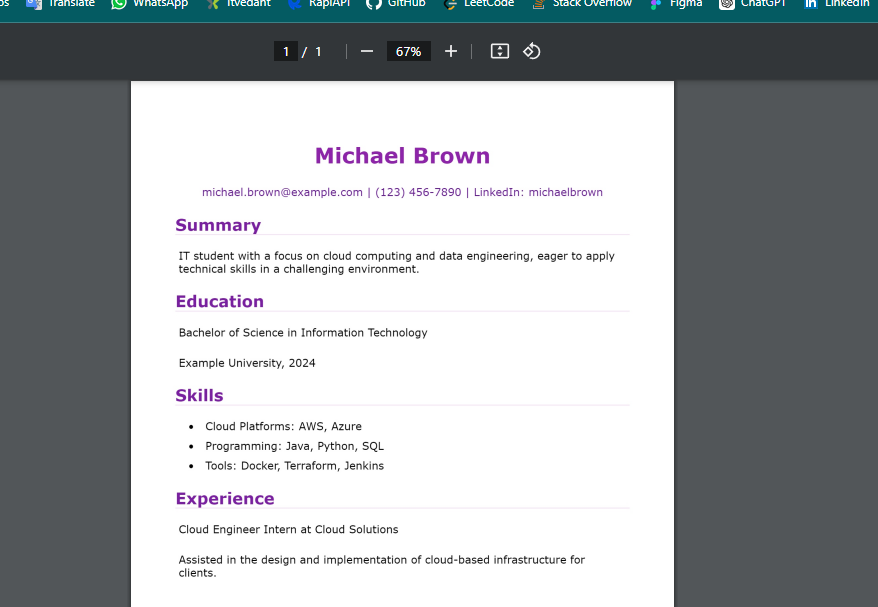 Translate WhatsApp itvedant RapiAPI GitHub LeetCode Stack Overflow Figma ChatGPT LinkedIn
1 / 1 67%
Michael Brown
michael.brown@example.com | (123) 456-7890 | LinkedIn: michaelbrown
Summary
IT student with a focus on cloud computing and data engineering, eager to apply
technical skills in a challenging environment.
Education
Bachelor of Science in Information Technology
Example University, 2024
Skills
• Cloud Platforms: AWS, Azure
• Programming: Java, Python, SQL
• Tools: Docker, Terraform, Jenkins
Experience
Cloud Engineer Intern at Cloud Solutions
Assisted in the design and implementation of cloud-based infrastructure for
clients.